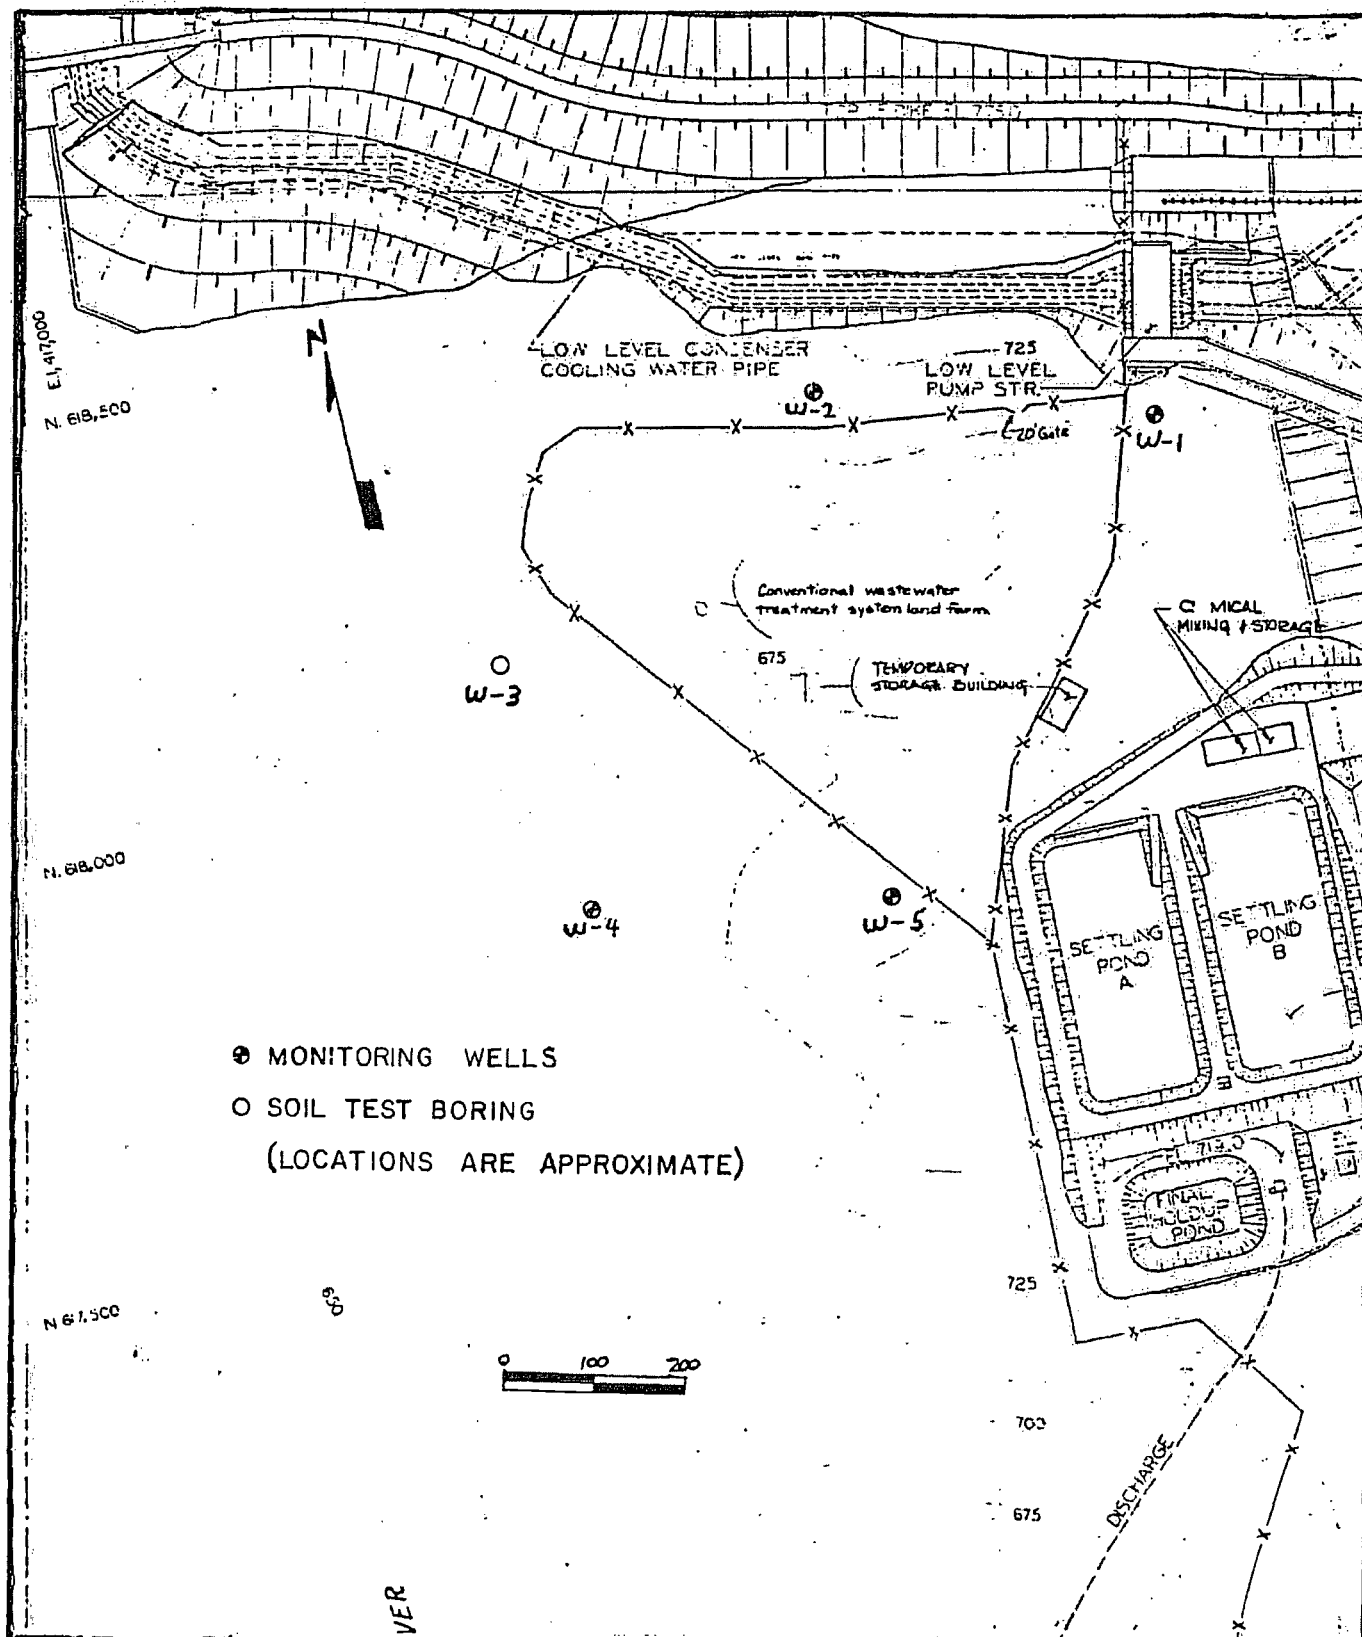 E.1,417,000
N. 618,500
N
LOW LEVEL CONDENSER
COOLING WATER PIPE
725
LOW LEVEL
PUMP STR.
W-2
20' Gate
W-1
Conventional wastewater
treatment system land farm
675
TEMPORARY
STORAGE BUILDING
C MICAL
MIXING & STORAGE
W-3
N. 618,000
W-4
W-5
SETTLING
POND
A
SETTLING
POND
B
MONITORING WELLS
SOIL TEST BORING
(LOCATIONS ARE APPROXIMATE)
FINAL
HOLDUP
POND
725
650
N 617,500
0 100 200
700
675
DISCHARGE
VER